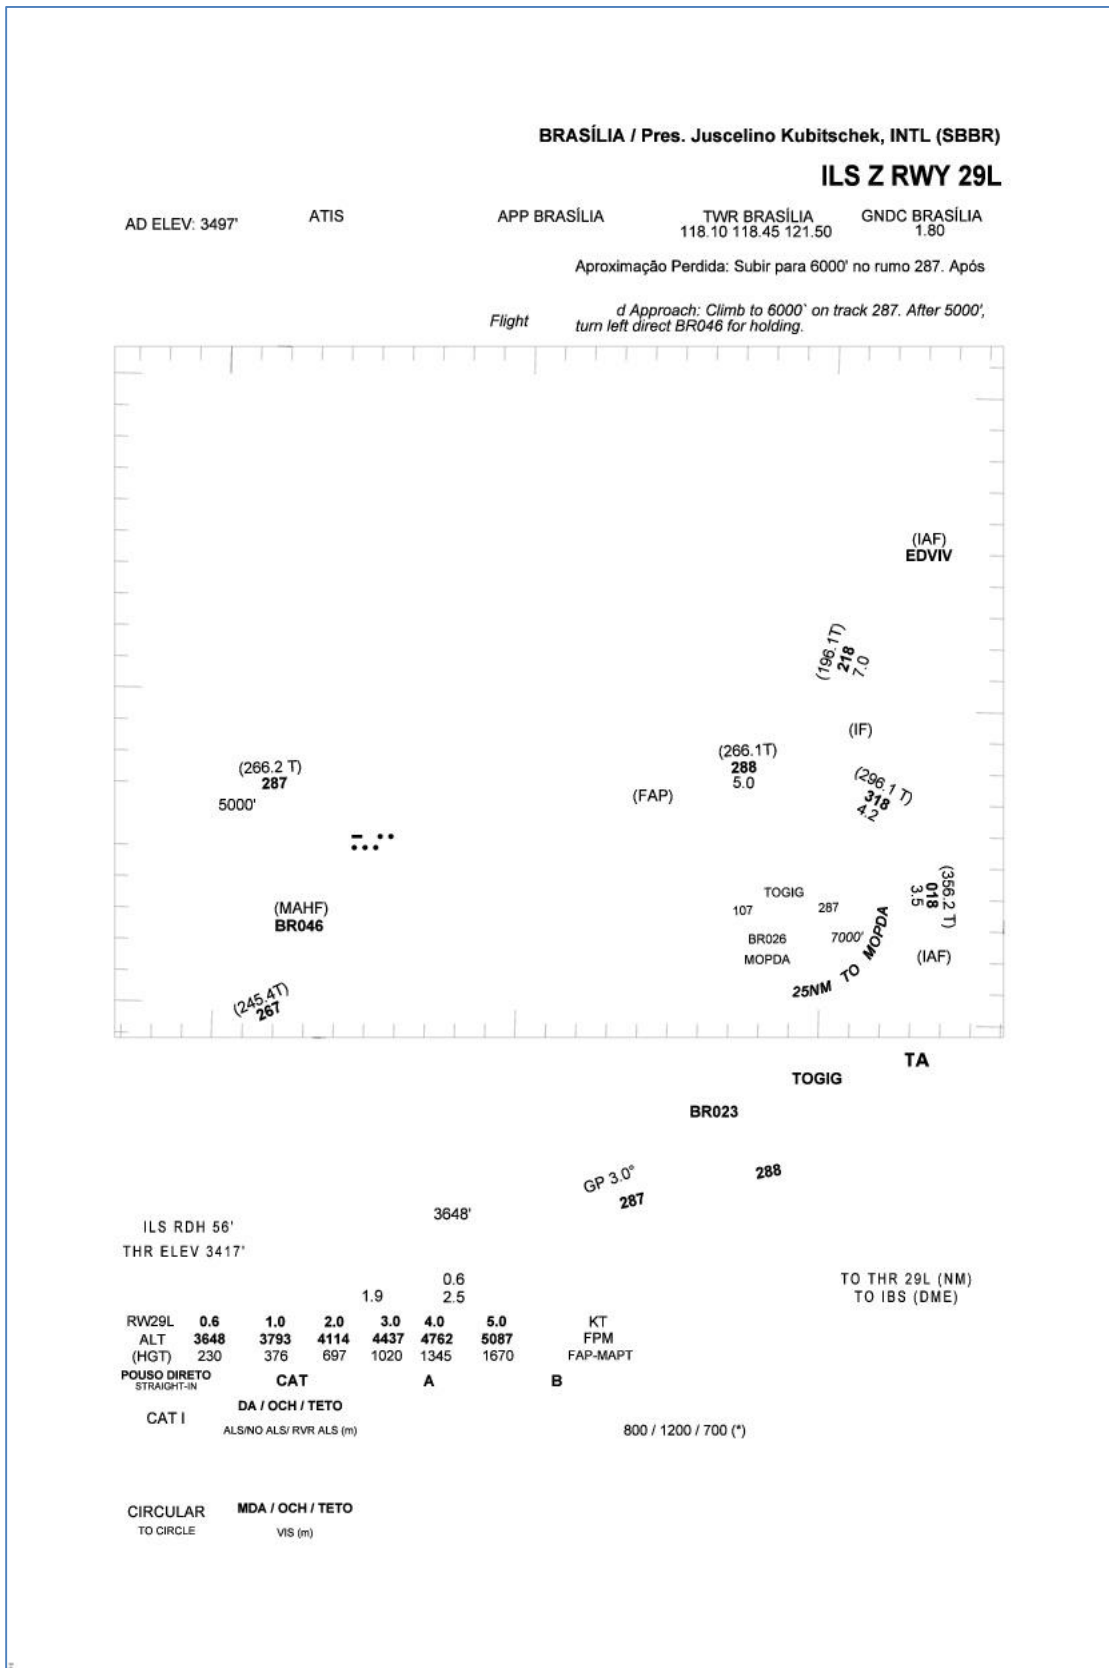 BRASÍLIA / Pres. Juscelino Kubitschek, INTL (SBBR)
ILS Z RWY 29L
AD ELEV: 3497'
ATIS
APP BRASÍLIA
TWR BRASÍLIA
118.10 118.45 121.50
GNDC BRASÍLIA
1.80
Aproximação Perdida: Subir para 6000' no rumo 287. Após
Flight
d Approach: Climb to 6000` on track 287. After 5000',
turn left direct BR046 for holding.
(IAF)
EDVIV
(196.1T)
218
7.0
(IF)
(266.1T)
288
5.0
(266.2 T)
287
5000'
(FAP)
(296.1 T)
318
4.2
(356.2 T)
018
3.5
TOGIG
107
287
(MAHF)
BR046
BR026
7000'
MOPDA
(IAF)
25NM TO MOPDA
(245.4T)
267
TA
TOGIG
BR023
GP 3.0°
287
288
3648'
ILS RDH 56'
THR ELEV 3417'
0.6
TO THR 29L (NM)
1.9 2.5
TO IBS (DME)
RW29L 0.6 1.0 2.0 3.0 4.0 5.0 KT
ALT 3648 3793 4114 4437 4762 5087 FPM
(HGT) 230 376 697 1020 1345 1670 FAP-MAPT
POUSO DIRETO
STRAIGHT-IN
CAT A B
CAT I
DA / OCH / TETO
ALS/NO ALS/ RVR ALS (m)
800 / 1200 / 700 (*)
CIRCULAR
TO CIRCLE
MDA / OCH / TETO
VIS (m)